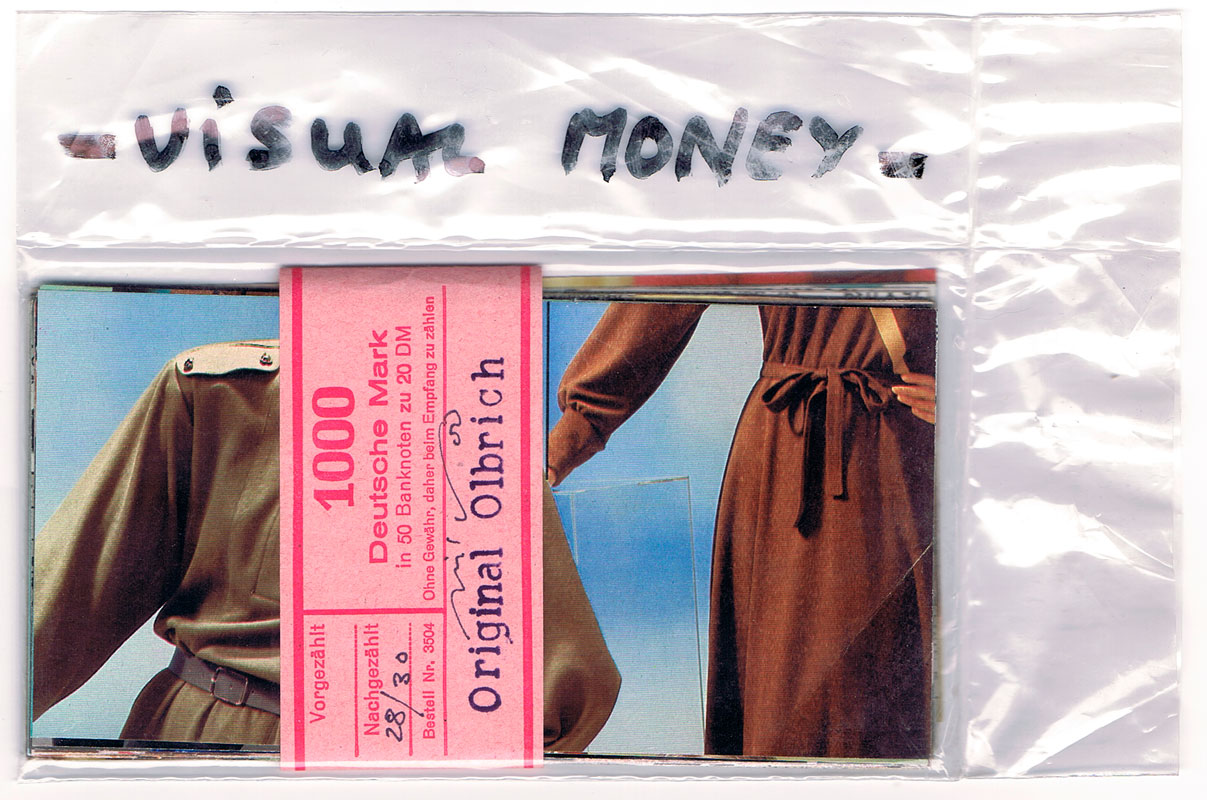 - ViSUAL MONEY -
1000
Deutsche Mark
in 50 Banknoten zu 20 DM
Ohne Gewähr, daher beim Empfang zu zählen
Original Olbrich
Vorgezählt
Nachgezählt
28/30
Bestell Nr. 3504